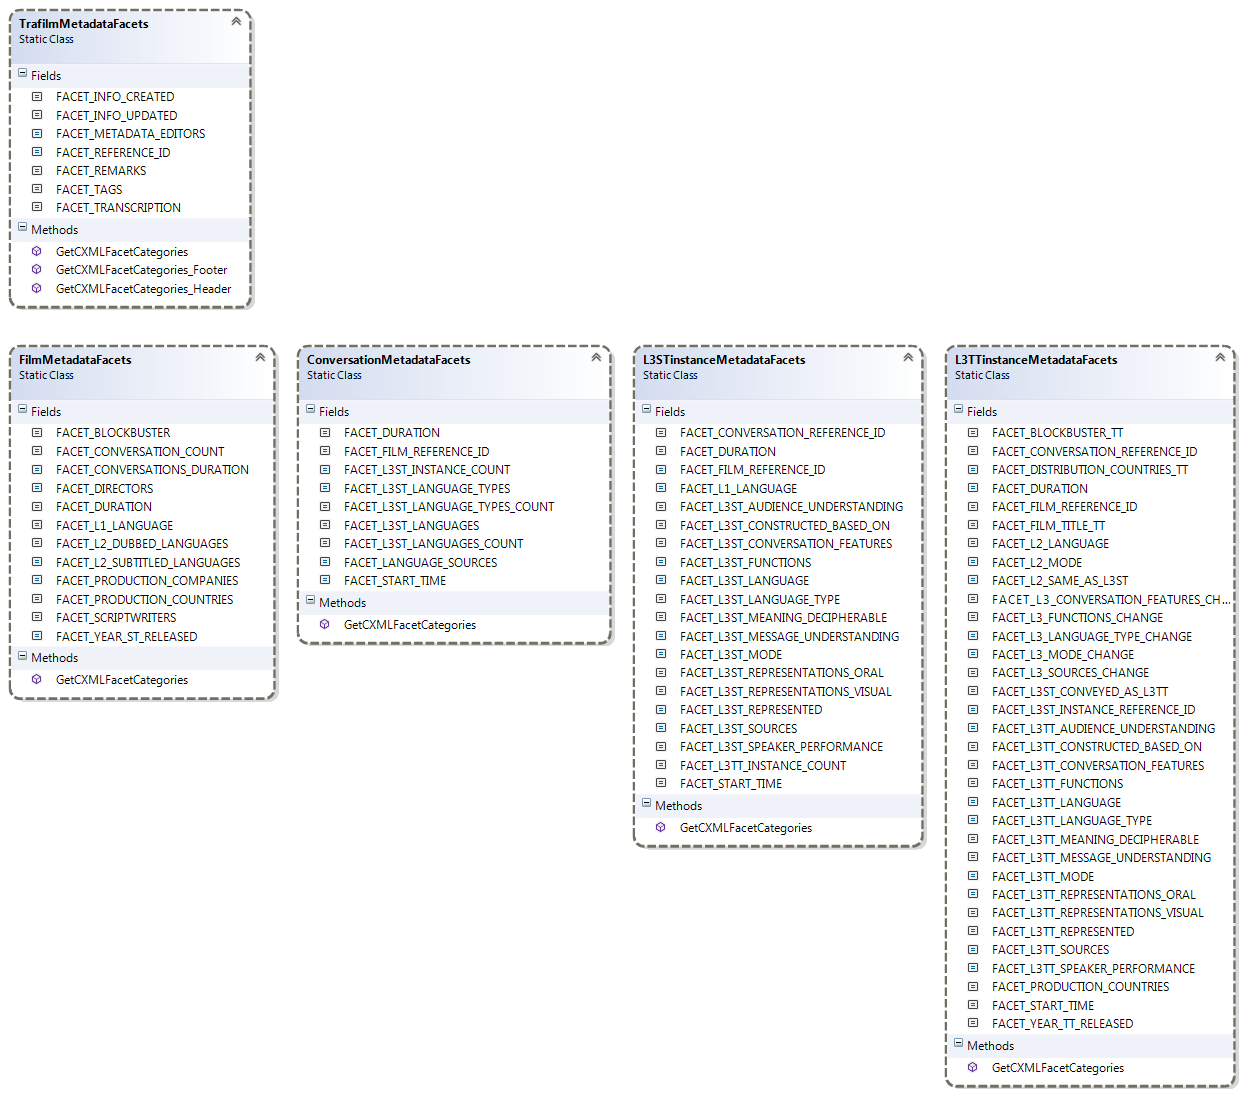 TrafilmMetadataFacets
Static Class
Fields
FACET_INFO_CREATED
FACET_INFO_UPDATED
FACET_METADATA_EDITORS
FACET_REFERENCE_ID
FACET_REMARKS
FACET_TAGS
FACET_TRANSCRIPTION
Methods
GetCXMLFacetCategories
GetCXMLFacetCategories_Footer
GetCXMLFacetCategories_Header
FilmMetadataFacets
Static Class
Fields
FACET_BLOCKBUSTER
FACET_CONVERSATION_COUNT
FACET_CONVERSATIONS_DURATION
FACET_DIRECTORS
FACET_DURATION
FACET_L1_LANGUAGE
FACET_L2_DUBBED_LANGUAGES
FACET_L2_SUBTITLED_LANGUAGES
FACET_PRODUCTION_COMPANIES
FACET_PRODUCTION_COUNTRIES
FACET_SCRIPTWRITERS
FACET_YEAR_ST_RELEASED
Methods
GetCXMLFacetCategories
ConversationMetadataFacets
Static Class
Fields
FACET_DURATION
FACET_FILM_REFERENCE_ID
FACET_L3ST_INSTANCE_COUNT
FACET_L3ST_LANGUAGE_TYPES
FACET_L3ST_LANGUAGE_TYPES_COUNT
FACET_L3ST_LANGUAGES
FACET_L3ST_LANGUAGES_COUNT
FACET_LANGUAGE_SOURCES
FACET_START_TIME
Methods
GetCXMLFacetCategories
L3STinstanceMetadataFacets
Static Class
Fields
FACET_CONVERSATION_REFERENCE_ID
FACET_DURATION
FACET_FILM_REFERENCE_ID
FACET_L1_LANGUAGE
FACET_L3ST_AUDIENCE_UNDERSTANDING
FACET_L3ST_CONSTRUCTED_BASED_ON
FACET_L3ST_CONVERSATION_FEATURES
FACET_L3ST_FUNCTIONS
FACET_L3ST_LANGUAGE
FACET_L3ST_LANGUAGE_TYPE
FACET_L3ST_MEANING_DECIPHERABLE
FACET_L3ST_MESSAGE_UNDERSTANDING
FACET_L3ST_MODE
FACET_L3ST_REPRESENTATIONS_ORAL
FACET_L3ST_REPRESENTATIONS_VISUAL
FACET_L3ST_REPRESENTED
FACET_L3ST_SOURCES
FACET_L3ST_SPEAKER_PERFORMANCE
FACET_L3TT_INSTANCE_COUNT
FACET_START_TIME
Methods
GetCXMLFacetCategories
L3TTinstanceMetadataFacets
Static Class
Fields
FACET_BLOCKBUSTER_TT
FACET_CONVERSATION_REFERENCE_ID
FACET_DISTRIBUTION_COUNTRIES_TT
FACET_DURATION
FACET_FILM_REFERENCE_ID
FACET_FILM_TITLE_TT
FACET_L2_LANGUAGE
FACET_L2_MODE
FACET_L2_SAME_AS_L3ST
FACET_L3_CONVERSATION_FEATURES_CH...
FACET_L3_FUNCTIONS_CHANGE
FACET_L3_LANGUAGE_TYPE_CHANGE
FACET_L3_MODE_CHANGE
FACET_L3_SOURCES_CHANGE
FACET_L3ST_CONVEYED_AS_L3TT
FACET_L3ST_INSTANCE_REFERENCE_ID
FACET_L3TT_AUDIENCE_UNDERSTANDING
FACET_L3TT_CONSTRUCTED_BASED_ON
FACET_L3TT_CONVERSATION_FEATURES
FACET_L3TT_FUNCTIONS
FACET_L3TT_LANGUAGE
FACET_L3TT_LANGUAGE_TYPE
FACET_L3TT_MEANING_DECIPHERABLE
FACET_L3TT_MESSAGE_UNDERSTANDING
FACET_L3TT_MODE
FACET_L3TT_REPRESENTATIONS_ORAL
FACET_L3TT_REPRESENTATIONS_VISUAL
FACET_L3TT_REPRESENTED
FACET_L3TT_SOURCES
FACET_L3TT_SPEAKER_PERFORMANCE
FACET_PRODUCTION_COUNTRIES
FACET_START_TIME
FACET_YEAR_TT_RELEASED
Methods
GetCXMLFacetCategories